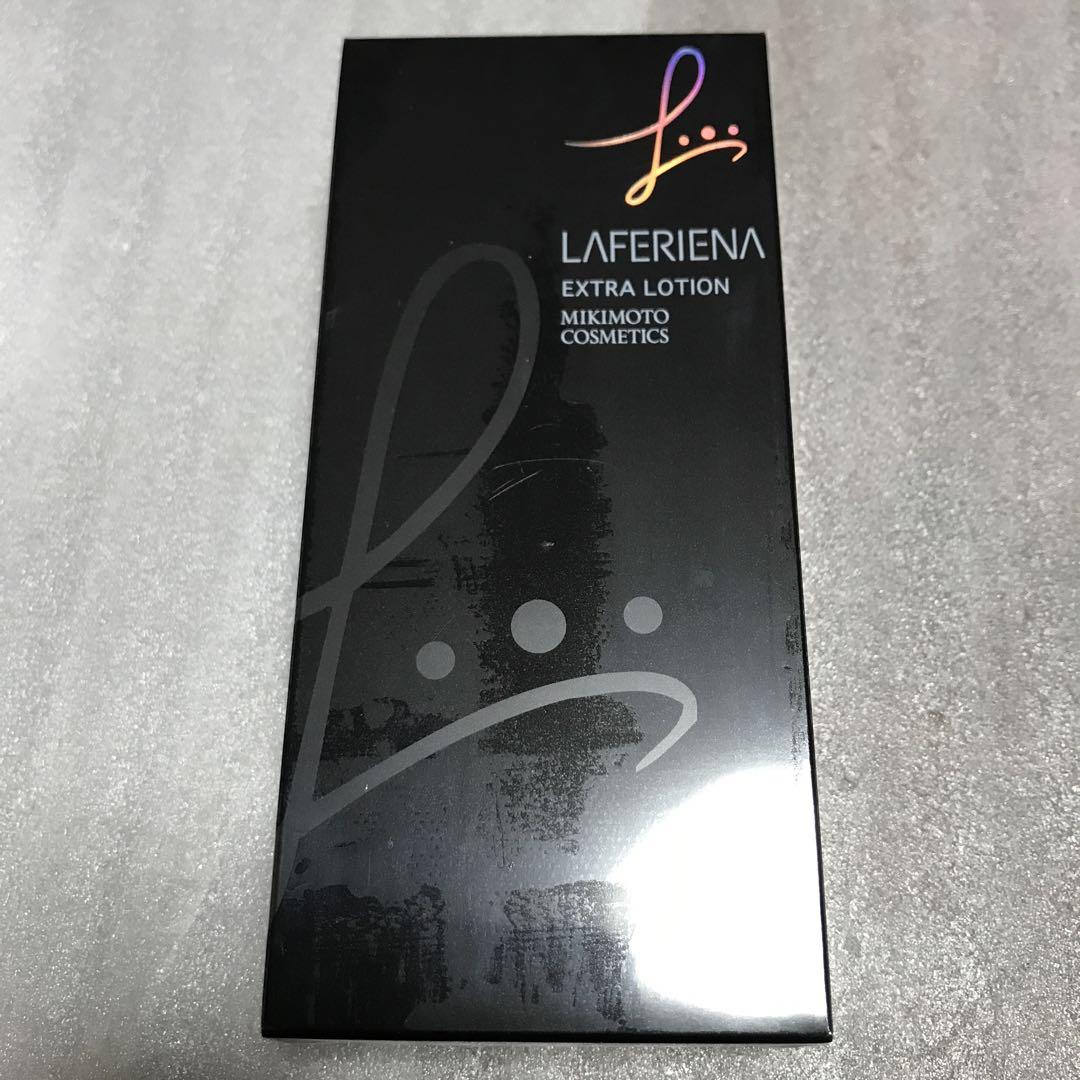 LAFERIENA
EXTRA LOTION
MIKIMOTO
COSMETICS